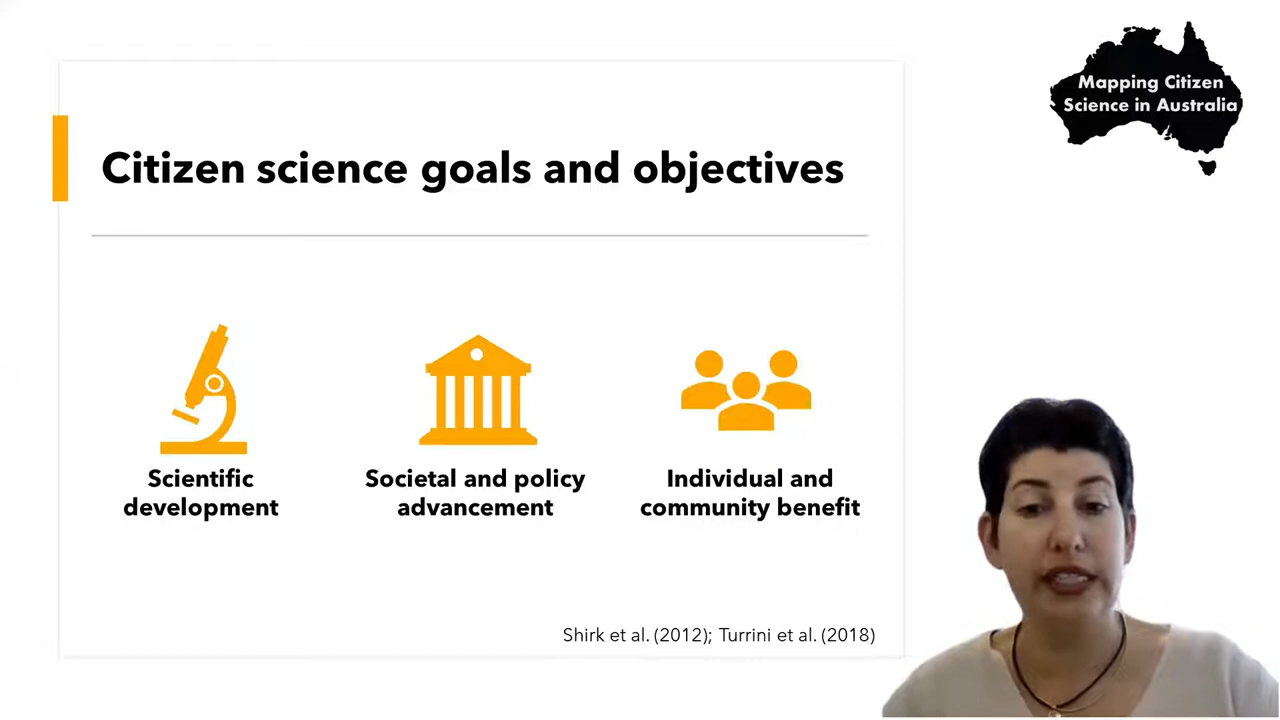 Mapping Citizen
Science in Australia
Citizen science goals and objectives
Scientific
development
Societal and policy
advancement
Individual and
community benefit
Shirk et al. (2012); Turrini et al. (2018)